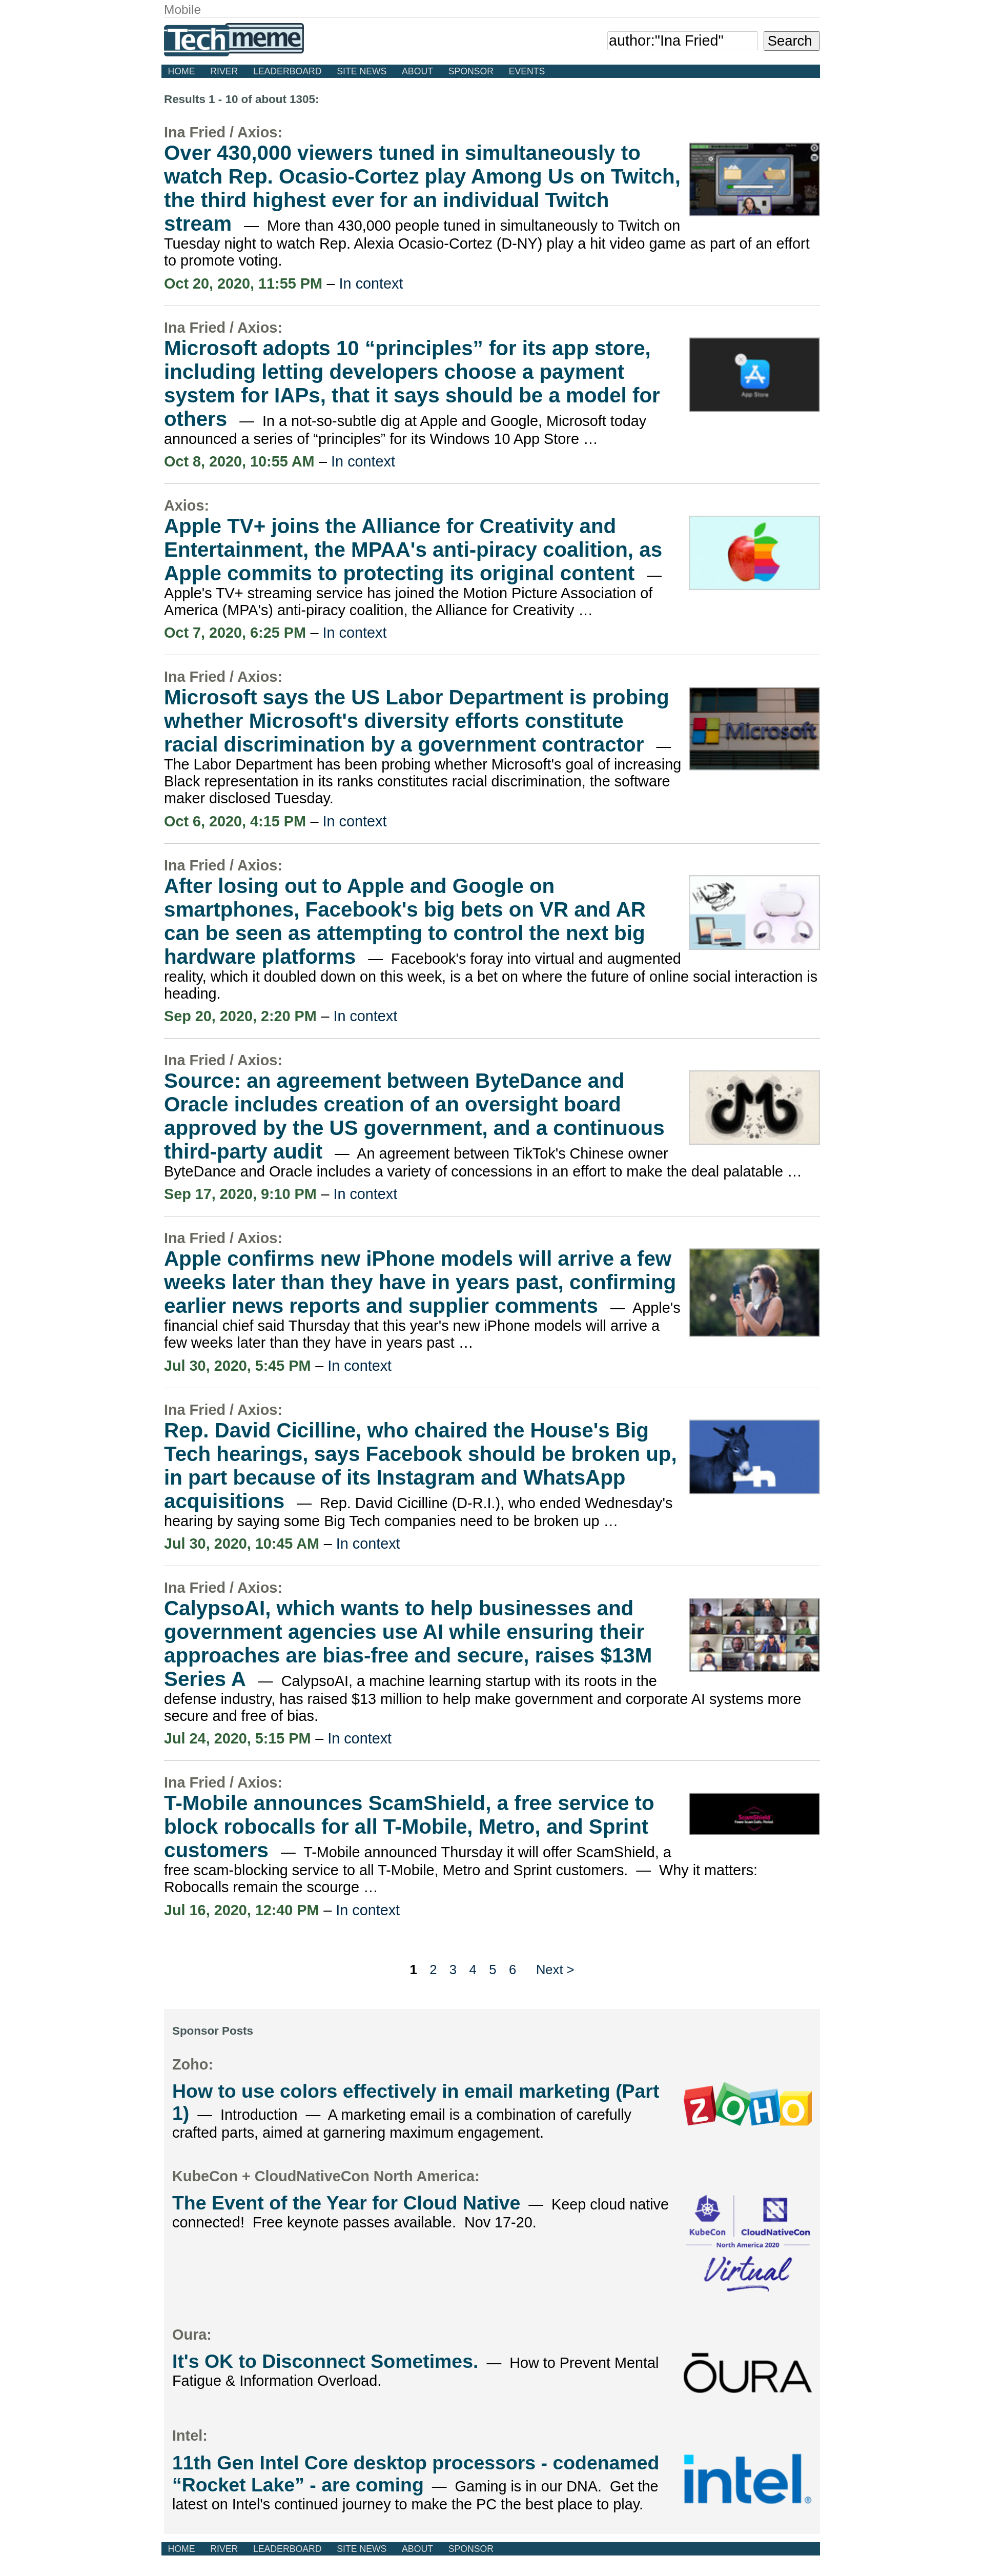 Mobile
Techmeme
author:"Ina Fried"
Search
HOME RIVER LEADERBOARD SITE NEWS ABOUT SPONSOR EVENTS
Results 1 - 10 of about 1305:
Ina Fried / Axios:
Over 430,000 viewers tuned in simultaneously to
watch Rep. Ocasio-Cortez play Among Us on Twitch,
the third highest ever for an individual Twitch
stream — More than 430,000 people tuned in simultaneously to Twitch on
Tuesday night to watch Rep. Alexia Ocasio-Cortez (D-NY) play a hit video game as part of an effort
to promote voting.
Oct 20, 2020, 11:55 PM – In context
Ina Fried / Axios:
Microsoft adopts 10 “principles” for its app store,
including letting developers choose a payment
system for IAPs, that it says should be a model for
others — In a not-so-subtle dig at Apple and Google, Microsoft today
announced a series of “principles” for its Windows 10 App Store …
App Store
Oct 8, 2020, 10:55 AM – In context
Axios:
Apple TV+ joins the Alliance for Creativity and
Entertainment, the MPAA's anti-piracy coalition, as
Apple commits to protecting its original content —
Apple's TV+ streaming service has joined the Motion Picture Association of
America (MPA's) anti-piracy coalition, the Alliance for Creativity …
Oct 7, 2020, 6:25 PM – In context
Ina Fried / Axios:
Microsoft says the US Labor Department is probing
whether Microsoft's diversity efforts constitute
racial discrimination by a government contractor —
The Labor Department has been probing whether Microsoft's goal of increasing
Black representation in its ranks constitutes racial discrimination, the software
maker disclosed Tuesday.
Microsoft
Oct 6, 2020, 4:15 PM – In context
Ina Fried / Axios:
After losing out to Apple and Google on
smartphones, Facebook's big bets on VR and AR
can be seen as attempting to control the next big
hardware platforms — Facebook's foray into virtual and augmented
reality, which it doubled down on this week, is a bet on where the future of online social interaction is
heading.
Sep 20, 2020, 2:20 PM – In context
Ina Fried / Axios:
Source: an agreement between ByteDance and
Oracle includes creation of an oversight board
approved by the US government, and a continuous
third-party audit — An agreement between TikTok's Chinese owner
ByteDance and Oracle includes a variety of concessions in an effort to make the deal palatable …
Sep 17, 2020, 9:10 PM – In context
Ina Fried / Axios:
Apple confirms new iPhone models will arrive a few
weeks later than they have in years past, confirming
earlier news reports and supplier comments — Apple's
financial chief said Thursday that this year's new iPhone models will arrive a
few weeks later than they have in years past …
Jul 30, 2020, 5:45 PM – In context
Ina Fried / Axios:
Rep. David Cicilline, who chaired the House's Big
Tech hearings, says Facebook should be broken up,
in part because of its Instagram and WhatsApp
acquisitions — Rep. David Cicilline (D-R.I.), who ended Wednesday's
hearing by saying some Big Tech companies need to be broken up …
Jul 30, 2020, 10:45 AM – In context
Ina Fried / Axios:
CalypsoAI, which wants to help businesses and
government agencies use AI while ensuring their
approaches are bias-free and secure, raises $13M
Series A — CalypsoAI, a machine learning startup with its roots in the
defense industry, has raised $13 million to help make government and corporate AI systems more
secure and free of bias.
Jul 24, 2020, 5:15 PM – In context
Ina Fried / Axios:
T-Mobile announces ScamShield, a free service to
block robocalls for all T-Mobile, Metro, and Sprint
customers — T-Mobile announced Thursday it will offer ScamShield, a
free scam-blocking service to all T-Mobile, Metro and Sprint customers. — Why it matters:
Robocalls remain the scourge …
ScamShield
Jul 16, 2020, 12:40 PM – In context
1 2 3 4 5 6 Next >
Sponsor Posts
Zoho:
How to use colors effectively in email marketing (Part
1) — Introduction — A marketing email is a combination of carefully
crafted parts, aimed at garnering maximum engagement.
ZOHO
KubeCon + CloudNativeCon North America:
The Event of the Year for Cloud Native — Keep cloud native
connected! Free keynote passes available. Nov 17-20.
KubeCon CloudNativeCon
North America 2020
Virtual
Oura:
It's OK to Disconnect Sometimes. — How to Prevent Mental
Fatigue & Information Overload.
ŌURA
Intel:
11th Gen Intel Core desktop processors - codenamed
“Rocket Lake” - are coming — Gaming is in our DNA. Get the
latest on Intel's continued journey to make the PC the best place to play.
intel®
HOME RIVER LEADERBOARD SITE NEWS ABOUT SPONSOR